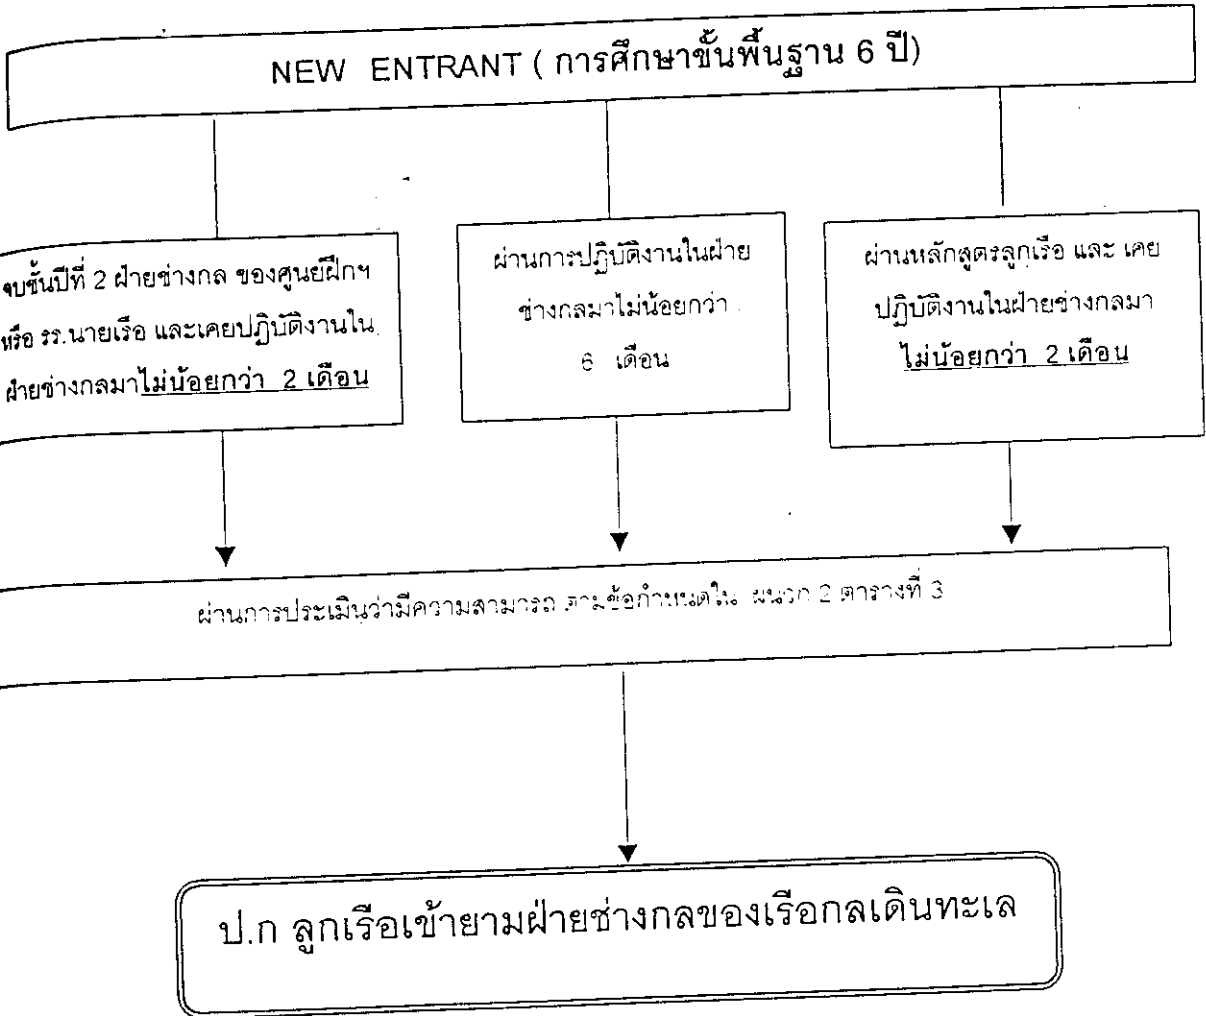 NEW ENTRANT ( การศึกษาขั้นพื้นฐาน 6 ปี)
จบชั้นปีที่ 2 ฝ่ายช่างกล ของศูนย์ฝึกฯ
หรือ รร.นายเรือ และเคยปฏิบัติงานใน
ฝ่ายช่างกลมาไม่น้อยกว่า 2 เดือน
ผ่านการปฏิบัติงานในฝ่าย
ช่างกลมาไม่น้อยกว่า
6 เดือน
ผ่านหลักสูตรลูกเรือ และ เคย
ปฏิบัติงานในฝ่ายช่างกลมา
ไม่น้อยกว่า 2 เดือน
ผ่านการประเมินว่ามีความสามารถ ตามข้อกำหนดใน ผนวก 2 ตารางที่ 3
ป.ก ลูกเรือเข้ายามฝ่ายช่างกลของเรือกลเดินทะเล